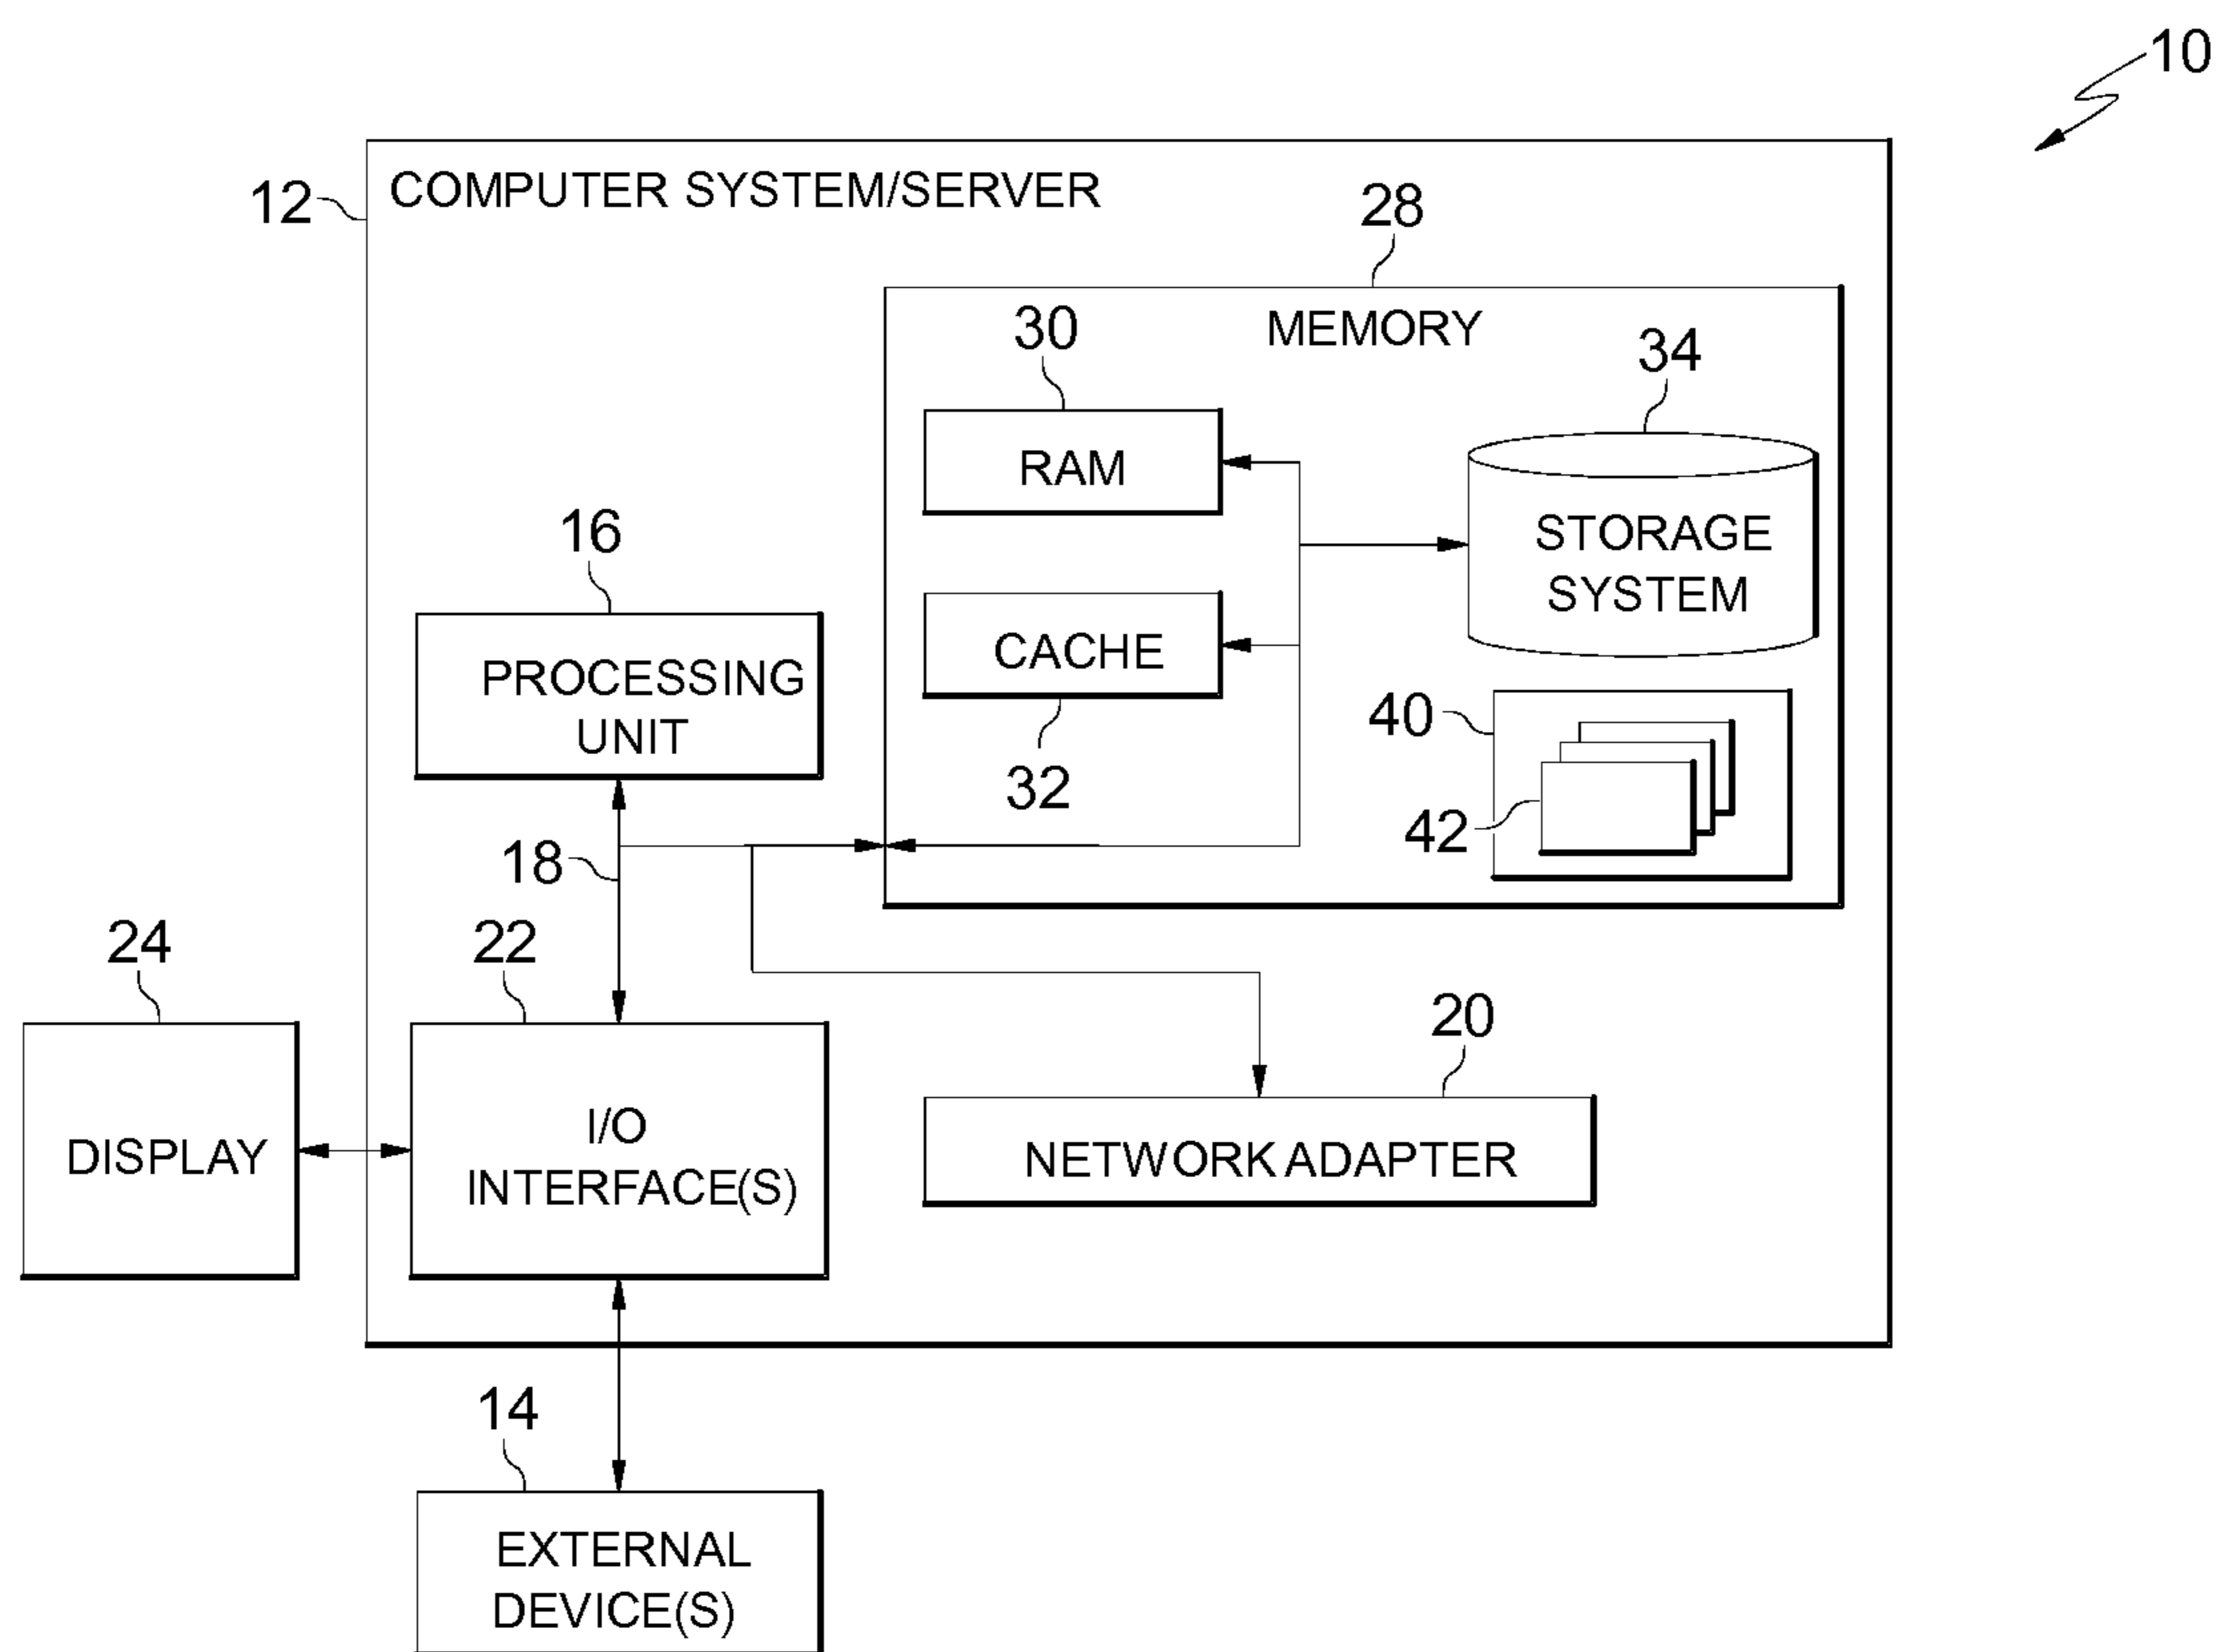 10
12
COMPUTER SYSTEM/SERVER
28
MEMORY
30
RAM
34
STORAGE
SYSTEM
16
PROCESSING
UNIT
CACHE
32
40
42
18
24
DISPLAY
22
I/O
INTERFACE(S)
20
NETWORK ADAPTER
14
EXTERNAL
DEVICE(S)